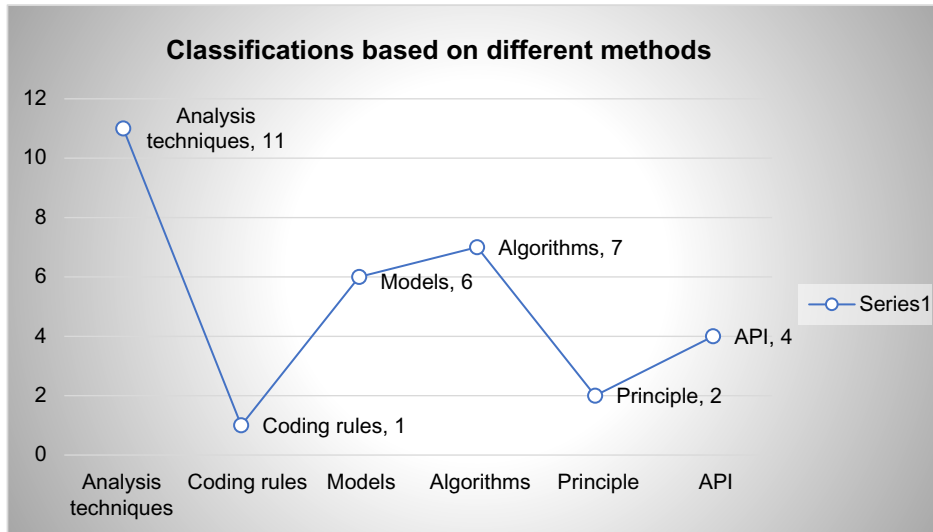 Classifications based on different methods
12
10
8
6
4
2
0
Analysis
techniques, 11
Coding rules, 1
Models, 6
Algorithms, 7
Principle, 2
API, 4
Series1
Analysis
techniques
Coding rules
Models
Algorithms
Principle
API